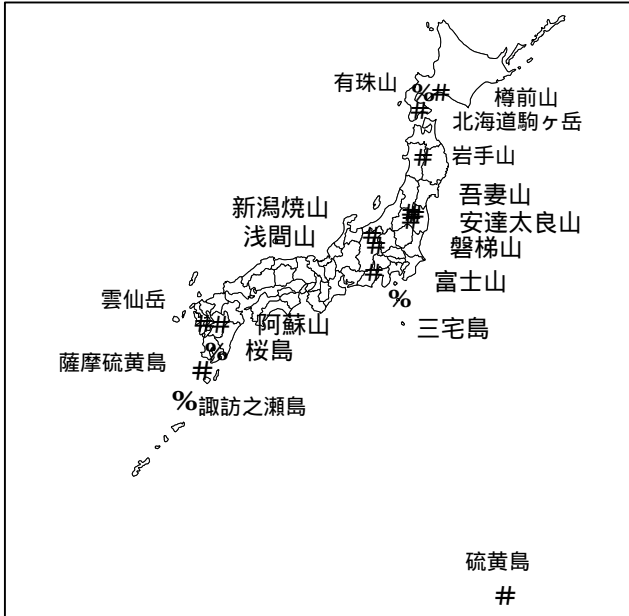 有珠山
%#
樽前山
#
北海道駒ヶ岳
#
岩手山
吾妻山
新潟焼山
#
安達太良山
浅間山
#
磐梯山
#
富士山
%
雲仙岳
##
阿蘇山
三宅島
%
桜島
薩摩硫黄島
#
%諏訪之瀬島
硫黄島
#